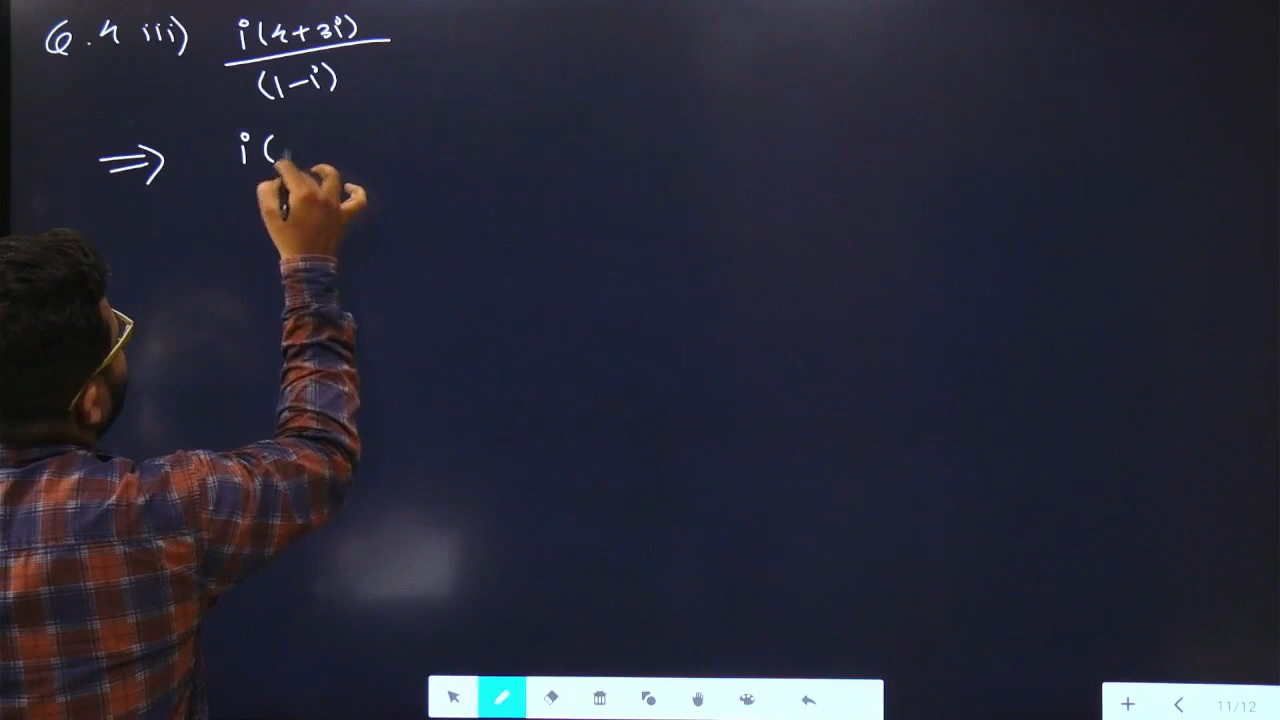 Q.4 iii) i(4+3i)
(1-i)
⇒ i(
11/12